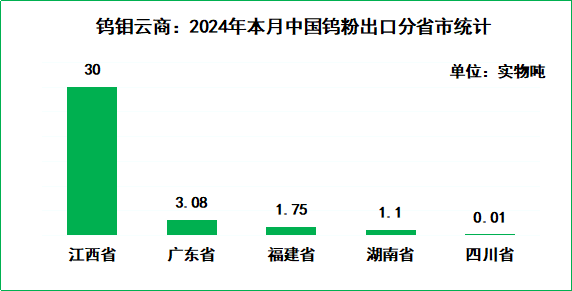 钨钼云商：2024年本月中国钨粉出口分省市统计
单位：实物吨
30
3.08
1.75
1.1
0.01
江西省
广东省
福建省
湖南省
四川省